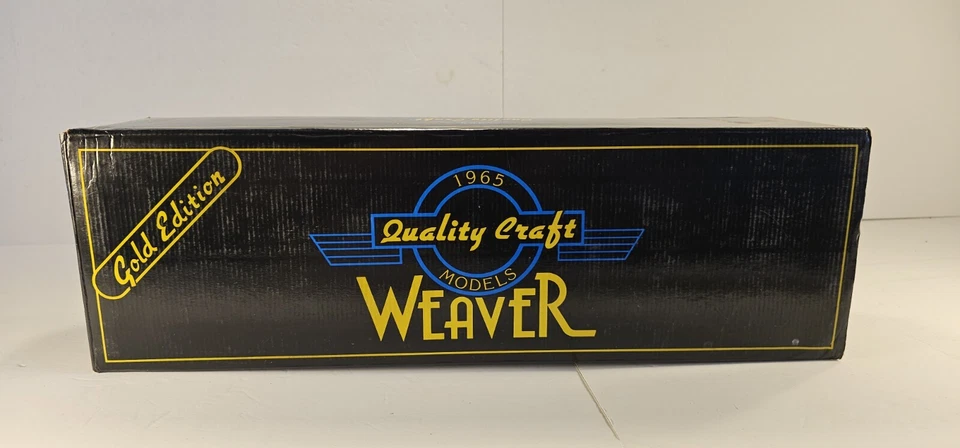 Gold Edition
1965
Quality Craft
MODELS
WEAVER